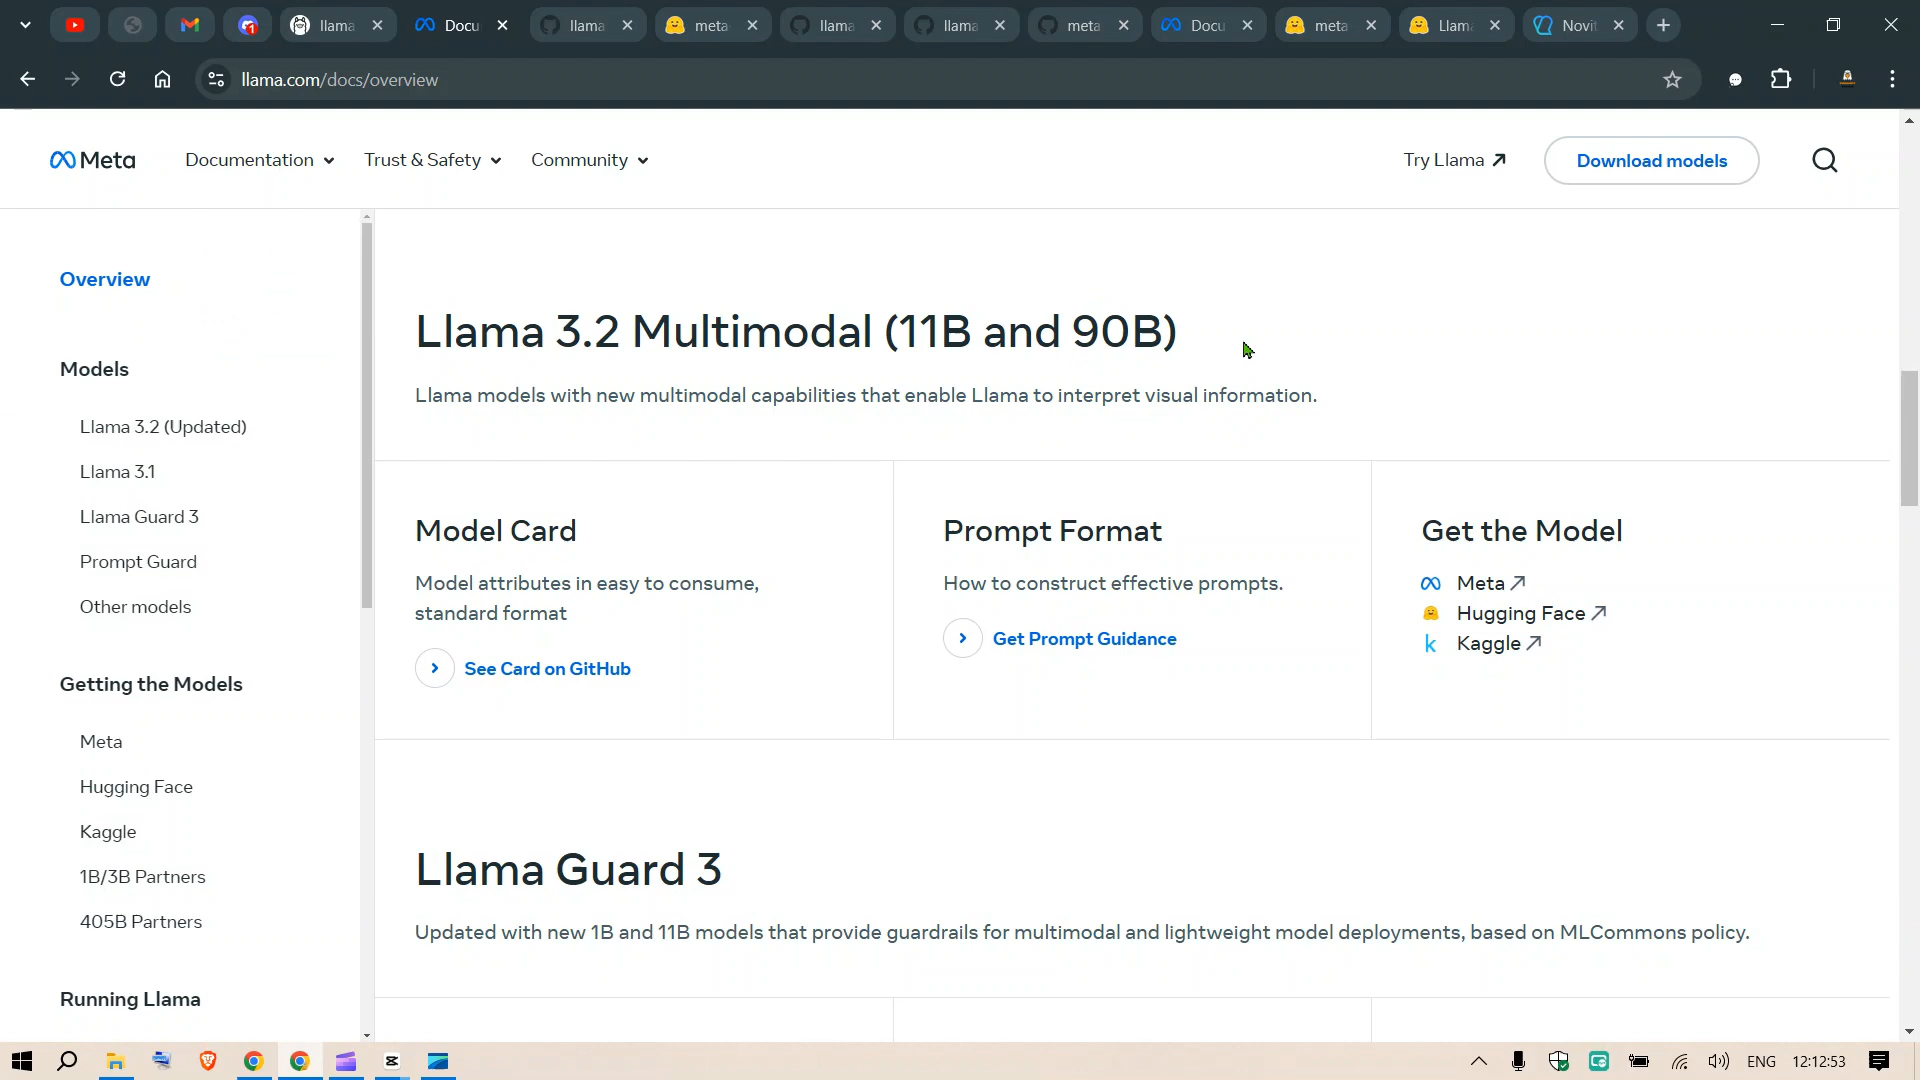 llama
Docu
llama
meta-
llama
llama
meta
Docu
meta
Llama
Novit
llama.com/docs/overview
Meta
Documentation
Trust & Safety
Community
Try Llama
Download models
Overview
Models
Llama 3.2 (Updated)
Llama 3.1
Llama Guard 3
Prompt Guard
Other models
Getting the Models
Meta
Hugging Face
Kaggle
1B/3B Partners
405B Partners
Running Llama
Llama 3.2 Multimodal (11B and 90B)
Llama models with new multimodal capabilities that enable Llama to interpret visual information.
Model Card
Model attributes in easy to consume,
standard format
See Card on GitHub
Prompt Format
How to construct effective prompts.
Get Prompt Guidance
Get the Model
Meta
Hugging Face
Kaggle
Llama Guard 3
Updated with new 1B and 11B models that provide guardrails for multimodal and lightweight model deployments, based on MLCommons policy.
ENG
12:12:53